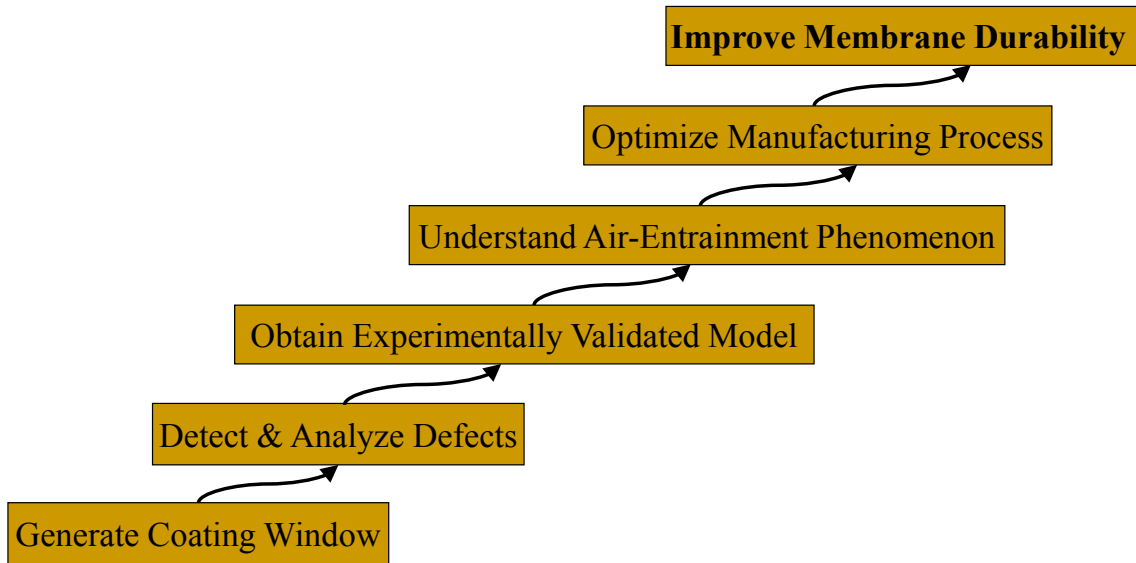 Improve Membrane Durability
Optimize Manufacturing Process
Understand Air-Entrainment Phenomenon
Obtain Experimentally Validated Model
Detect & Analyze Defects
Generate Coating Window